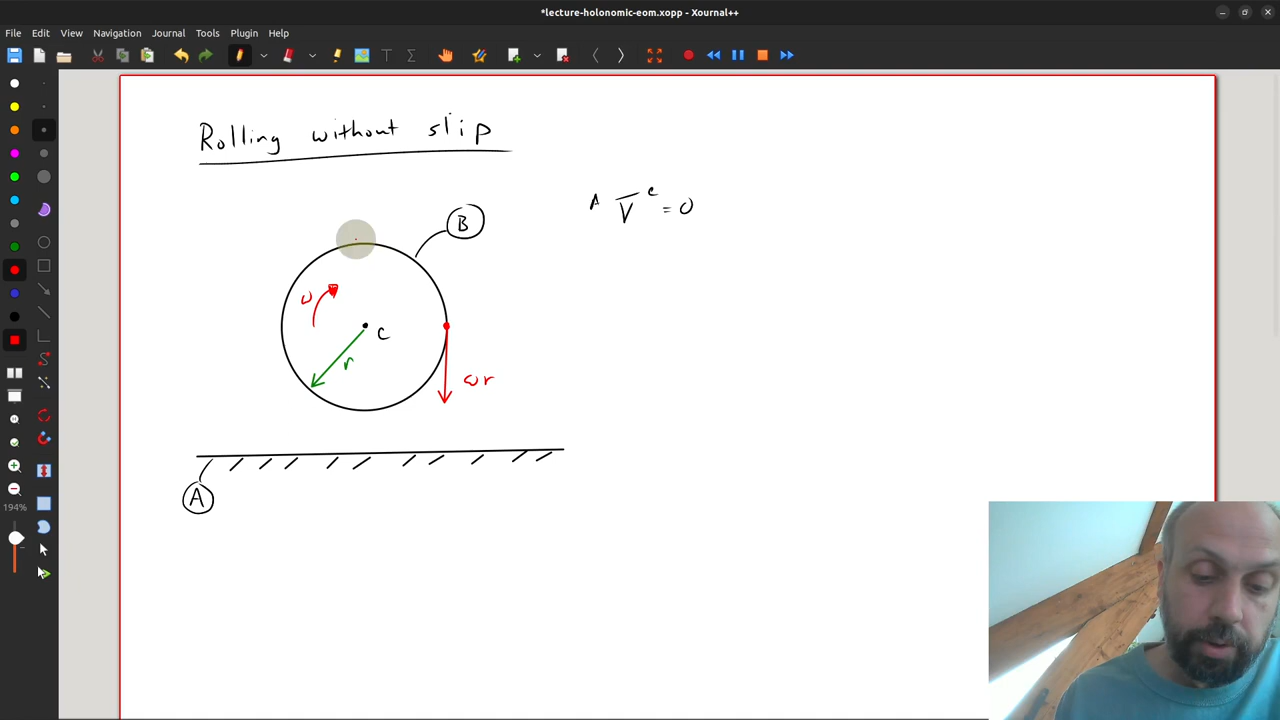 *lecture-holonomic-eom.xopp - Xournal++
File Edit View Navigation Journal Tools Plugin Help
Rolling without slip
A V̅ᶜ = 0
B
ω
C
r
ωr
A
194%